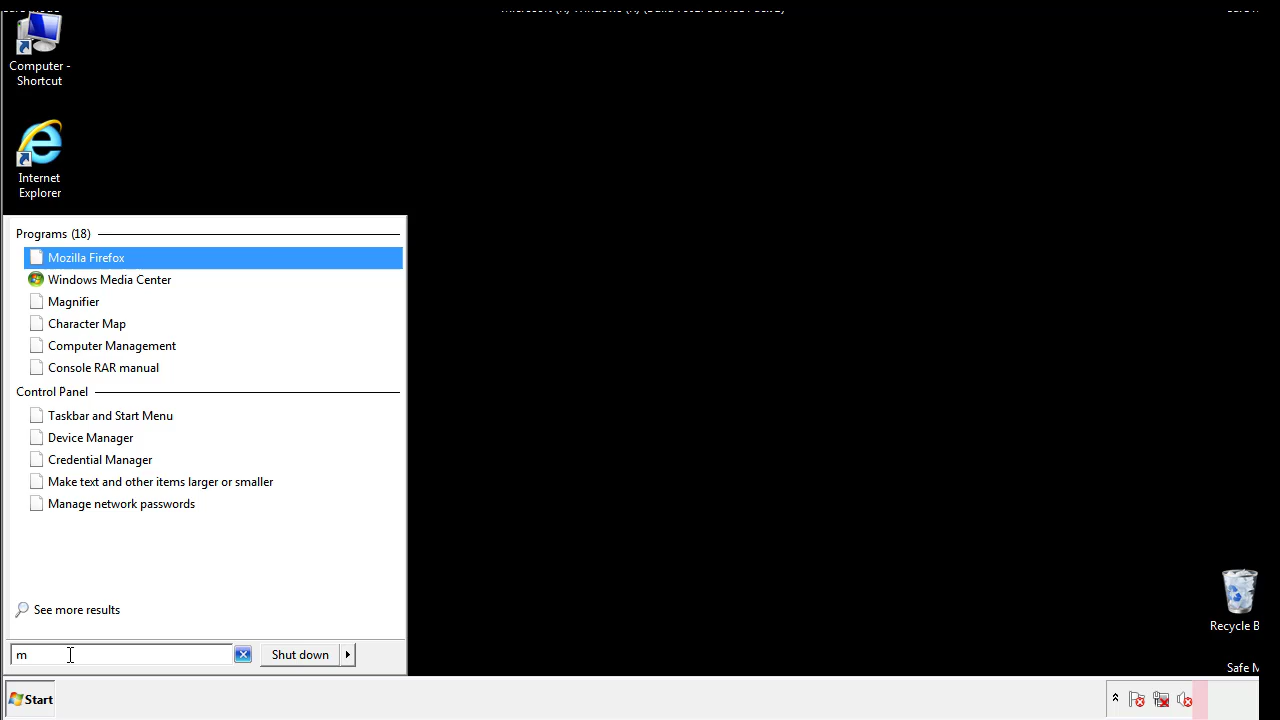 Computer -
Shortcut
Internet
Explorer
Programs (18)
Mozilla Firefox
Windows Media Center
Magnifier
Character Map
Computer Management
Console RAR manual
Control Panel
Taskbar and Start Menu
Device Manager
Credential Manager
Make text and other items larger or smaller
Manage network passwords
See more results
m
Shut down
Recycle B
Safe M
Start